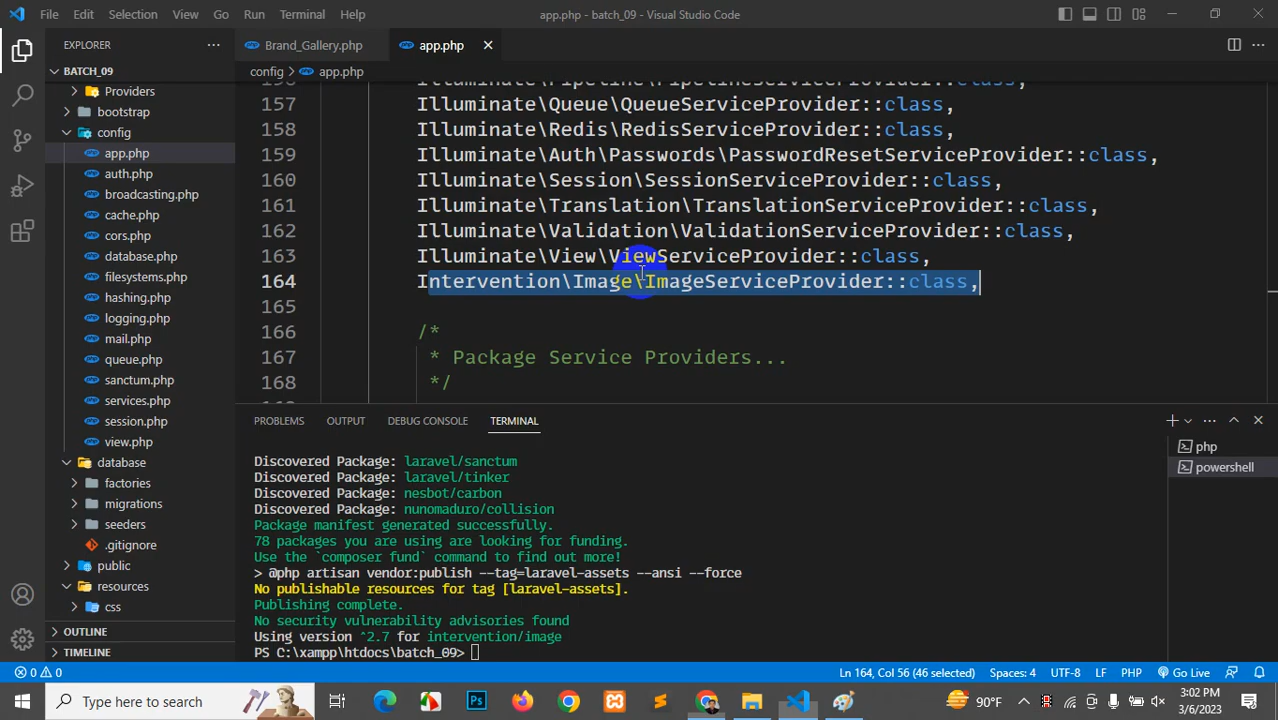 File Edit Selection View Go Run Terminal Help
app.php - batch_09 - Visual Studio Code
EXPLORER
BATCH_09
Providers
bootstrap
config
app.php
auth.php
broadcasting.php
cache.php
cors.php
database.php
filesystems.php
hashing.php
logging.php
mail.php
queue.php
sanctum.php
services.php
session.php
view.php
database
factories
migrations
seeders
.gitignore
public
resources
css
OUTLINE
TIMELINE
Brand_Gallery.php
app.php
config > app.php
156 Illuminate\Pipeline\PipelineServiceProvider::class,
157 Illuminate\Queue\QueueServiceProvider::class,
158 Illuminate\Redis\RedisServiceProvider::class,
159 Illuminate\Auth\Passwords\PasswordResetServiceProvider::class,
160 Illuminate\Session\SessionServiceProvider::class,
161 Illuminate\Translation\TranslationServiceProvider::class,
162 Illuminate\Validation\ValidationServiceProvider::class,
163 Illuminate\View\ViewServiceProvider::class,
164 Intervention\Image\ImageServiceProvider::class,
165
166 /*
167 * Package Service Providers...
168 */
PROBLEMS OUTPUT DEBUG CONSOLE TERMINAL
Discovered Package: laravel/sanctum
Discovered Package: laravel/tinker
Discovered Package: nesbot/carbon
Discovered Package: nunomaduro/collision
Package manifest generated successfully.
78 packages you are using are looking for funding.
Use the `composer fund` command to find out more!
> @php artisan vendor:publish --tag=laravel-assets --ansi --force
No publishable resources for tag [laravel-assets].
Publishing complete.
No security vulnerability advisories found
Using version ^2.7 for intervention/image
PS C:\xampp\htdocs\batch_09>
php
powershell
0 0
Ln 164, Col 56 (46 selected) Spaces: 4 UTF-8 LF PHP Go Live
Type here to search
Ps
90°F
3:02 PM
3/6/2023